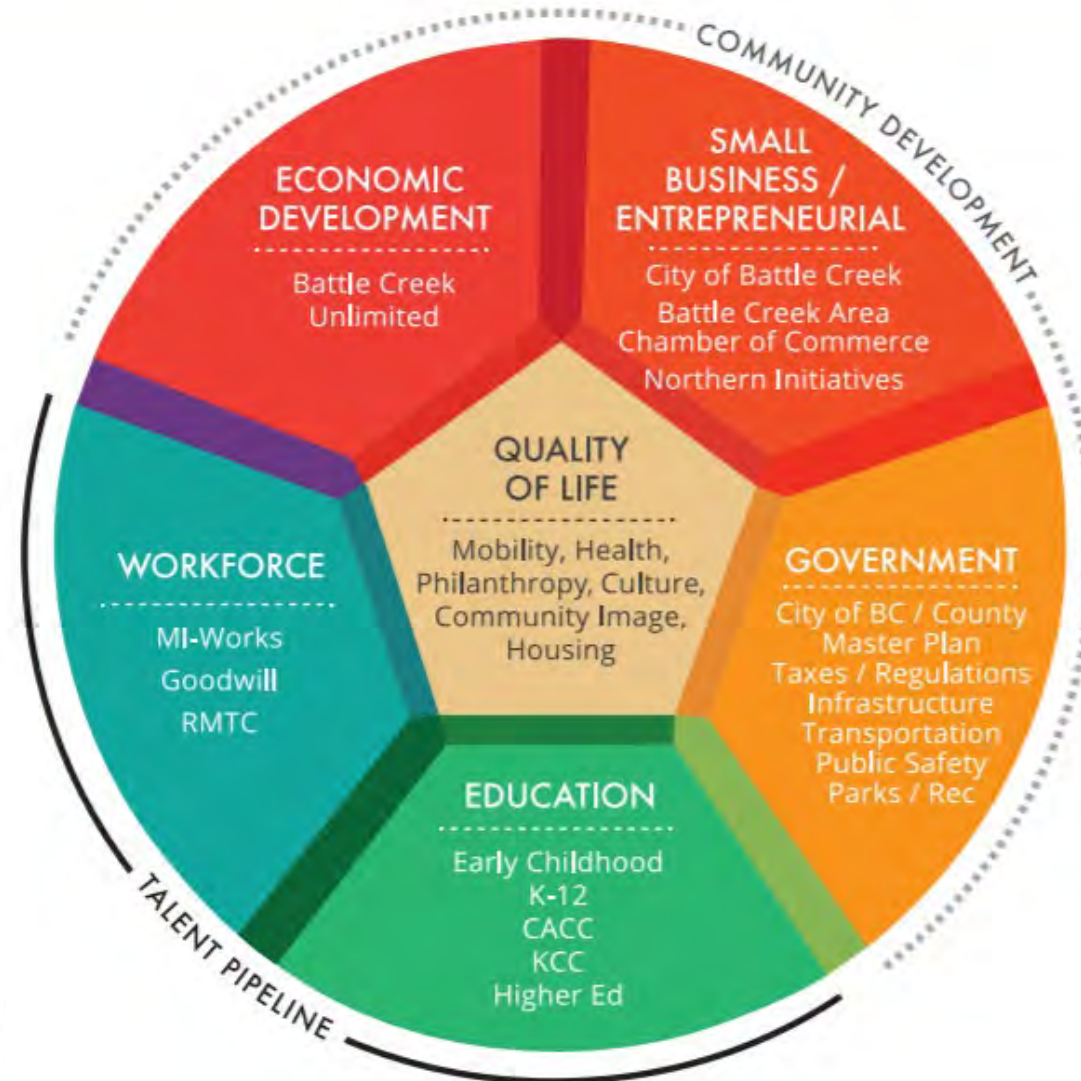 COMMUNITY DEVELOPMENT
ECONOMIC
DEVELOPMENT
Battle Creek
Unlimited
SMALL
BUSINESS /
ENTREPRENEURIAL
City of Battle Creek
Battle Creek Area
Chamber of Commerce
Northern Initiatives
QUALITY
OF LIFE
Mobility, Health,
Philanthropy, Culture,
Community Image,
Housing
WORKFORCE
MI-Works
Goodwill
RMTC
GOVERNMENT
City of BC / County
Master Plan
Taxes / Regulations
Infrastructure
Transportation
Public Safety
Parks / Rec
EDUCATION
Early Childhood
K-12
CACC
KCC
Higher Ed
TALENT PIPELINE